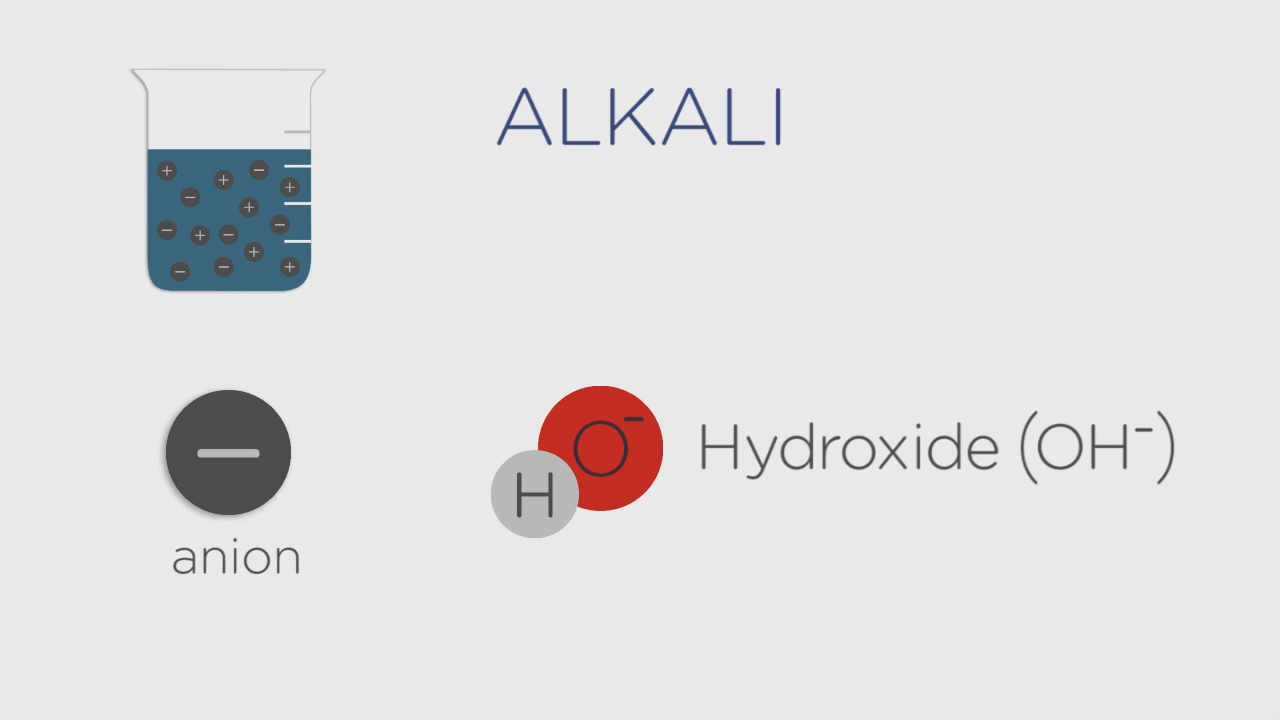 ALKALI
O⁻
H
Hydroxide (OH⁻)
anion